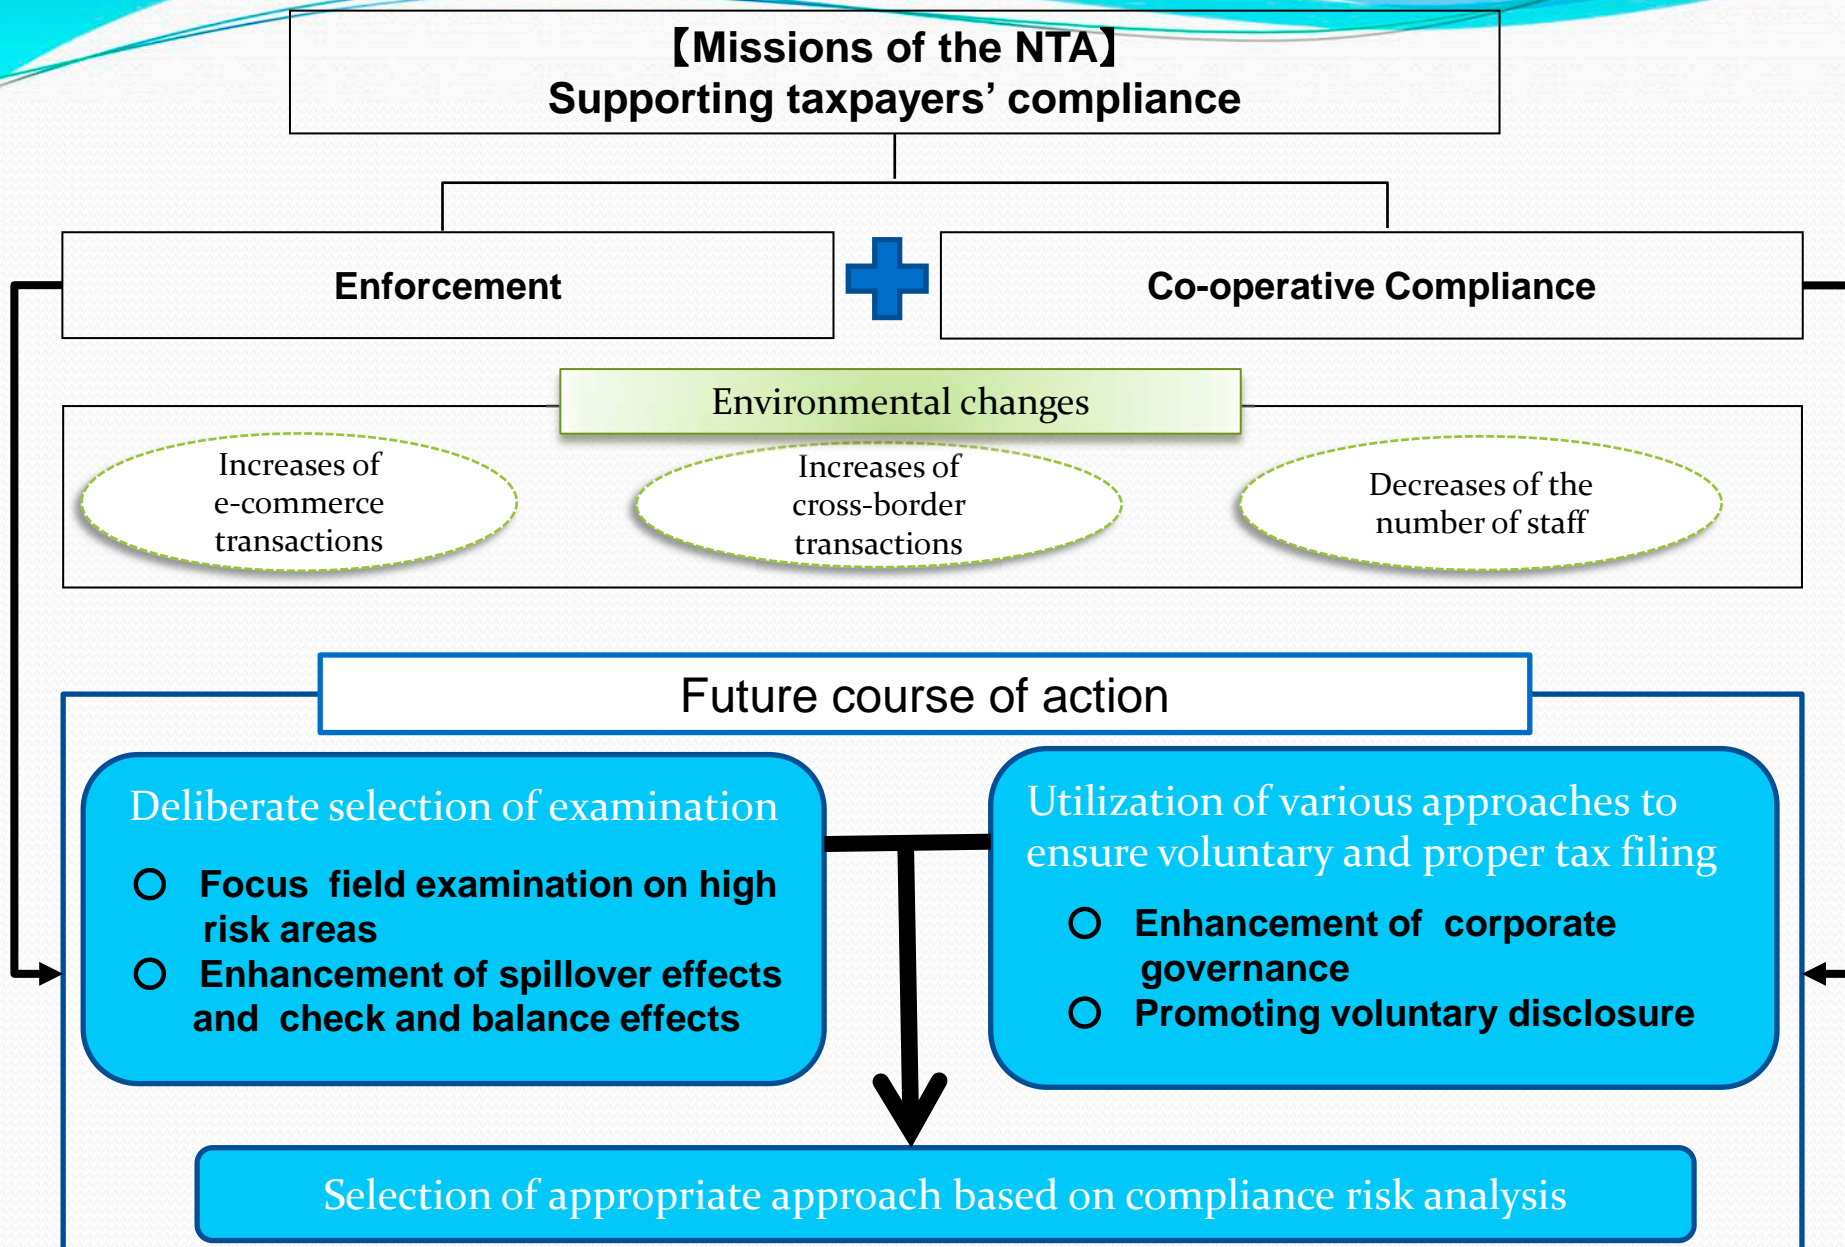 【Missions of the NTA】
Supporting taxpayers’ compliance
Enforcement
Co-operative Compliance
Environmental changes
Increases of
e-commerce
transactions
Increases of
cross-border
transactions
Decreases of the
number of staff
Future course of action
Deliberate selection of examination
○ Focus field examination on high
risk areas
○ Enhancement of spillover effects
and check and balance effects
Utilization of various approaches to
ensure voluntary and proper tax filing
○ Enhancement of corporate
governance
○ Promoting voluntary disclosure
Selection of appropriate approach based on compliance risk analysis